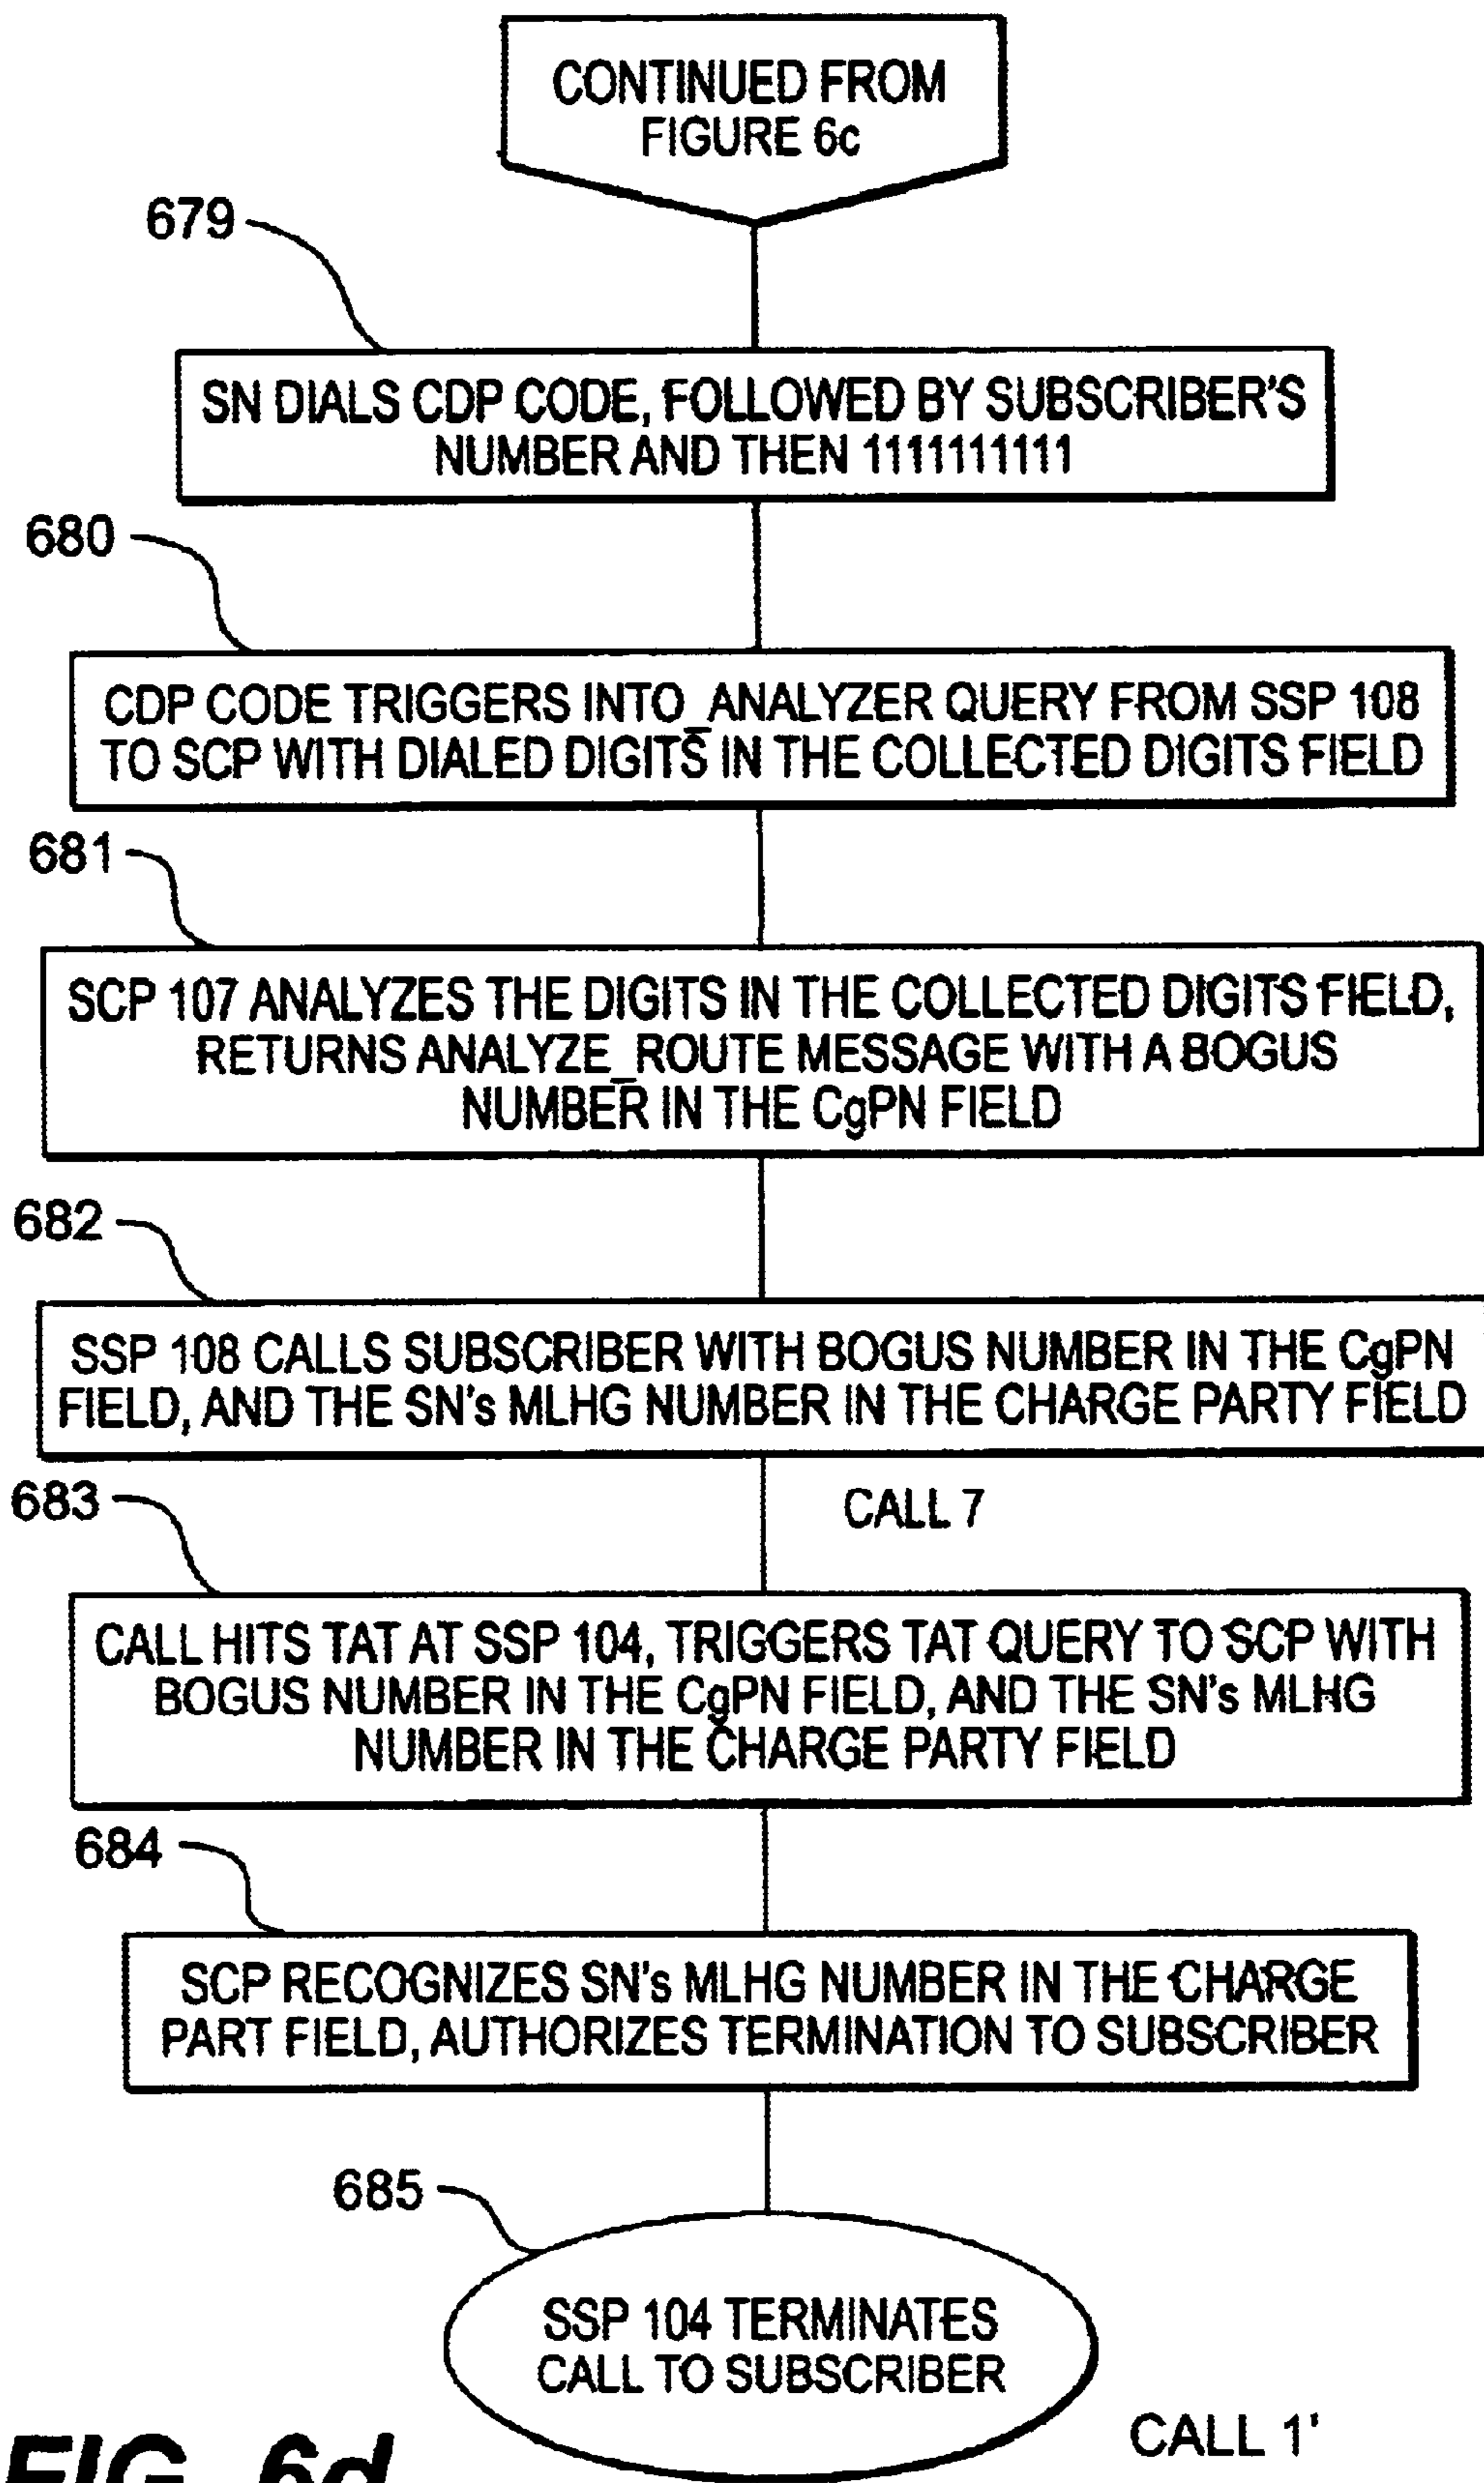 CONTINUED FROM
FIGURE 6c
679
SN DIALS CDP CODE, FOLLOWED BY SUBSCRIBER'S
NUMBER AND THEN 1111111111
680
CDP CODE TRIGGERS INTO_ANALYZER QUERY FROM SSP 108
TO SCP WITH DIALED DIGITS IN THE COLLECTED DIGITS FIELD
681
SCP 107 ANALYZES THE DIGITS IN THE COLLECTED DIGITS FIELD,
RETURNS ANALYZE_ROUTE MESSAGE WITH A BOGUS
NUMBER IN THE CgPN FIELD
682
SSP 108 CALLS SUBSCRIBER WITH BOGUS NUMBER IN THE CgPN
FIELD, AND THE SN's MLHG NUMBER IN THE CHARGE PARTY FIELD
683
CALL 7
CALL HITS TAT AT SSP 104, TRIGGERS TAT QUERY TO SCP WITH
BOGUS NUMBER IN THE CgPN FIELD, AND THE SN's MLHG
NUMBER IN THE CHARGE PARTY FIELD
684
SCP RECOGNIZES SN's MLHG NUMBER IN THE CHARGE
PART FIELD, AUTHORIZES TERMINATION TO SUBSCRIBER
685
SSP 104 TERMINATES
CALL TO SUBSCRIBER
CALL 1'
FIG. 6d